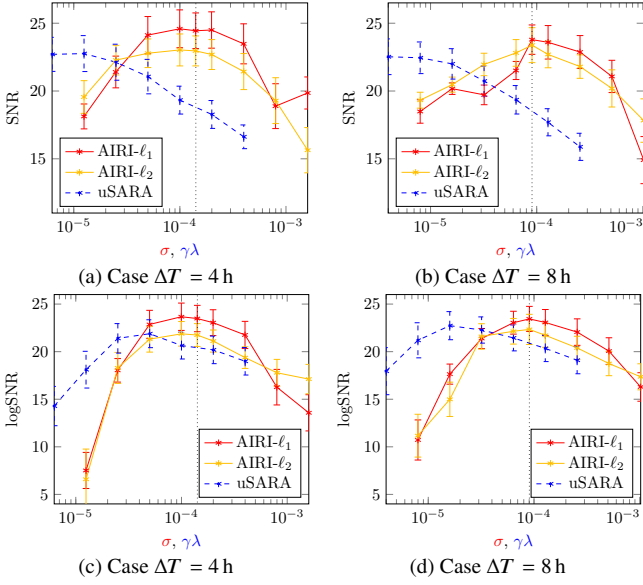 25
20
15
SNR
AIRI-ℓ₁
AIRI-ℓ₂
uSARA
10⁻⁵ 10⁻⁴ 10⁻³
σ, γλ
(a) Case ΔT = 4 h
25
20
15
SNR
AIRI-ℓ₁
AIRI-ℓ₂
uSARA
10⁻⁵ 10⁻⁴ 10⁻³
σ, γλ
(b) Case ΔT = 8 h
25
20
15
10
5
logSNR
AIRI-ℓ₁
AIRI-ℓ₂
uSARA
10⁻⁵ 10⁻⁴ 10⁻³
σ, γλ
(c) Case ΔT = 4 h
25
20
15
10
5
logSNR
AIRI-ℓ₁
AIRI-ℓ₂
uSARA
10⁻⁵ 10⁻⁴ 10⁻³
σ, γλ
(d) Case ΔT = 8 h